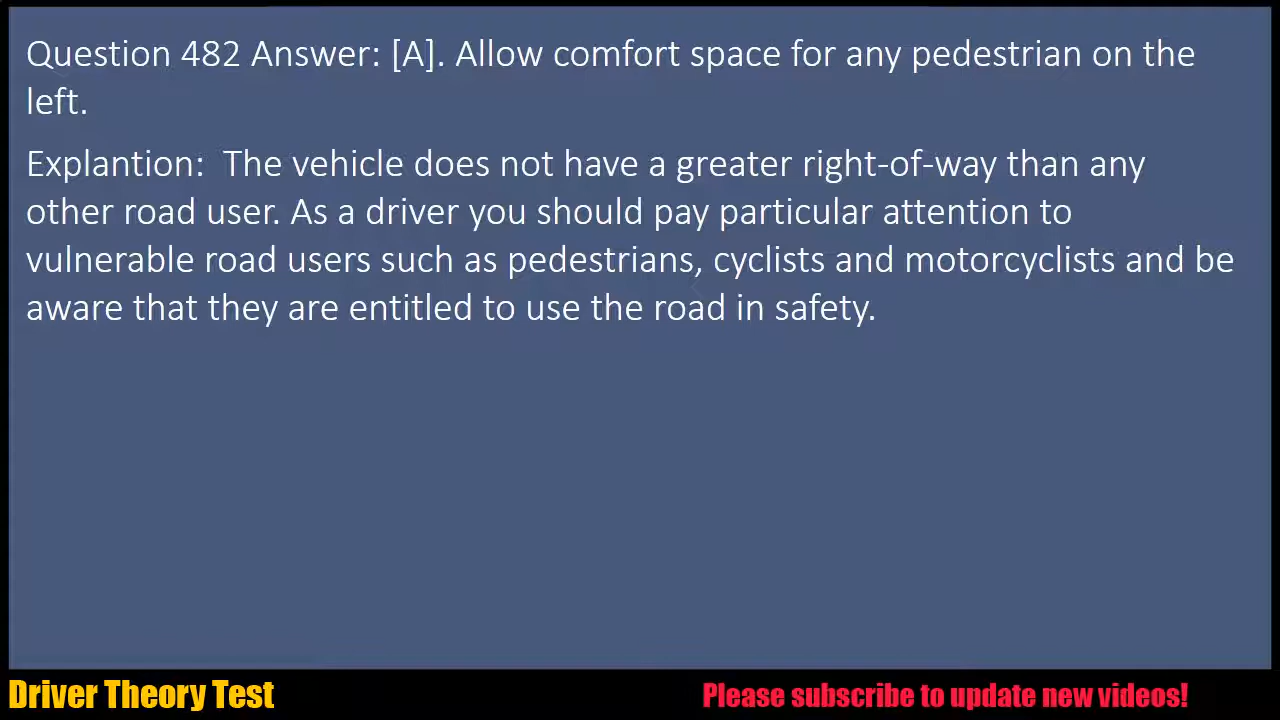 Question 482 Answer: [A]. Allow comfort space for any pedestrian on the
left.
Explantion:  The vehicle does not have a greater right-of-way than any
other road user. As a driver you should pay particular attention to
vulnerable road users such as pedestrians, cyclists and motorcyclists and be
aware that they are entitled to use the road in safety.
Driver Theory Test
Please subscribe to update new videos!